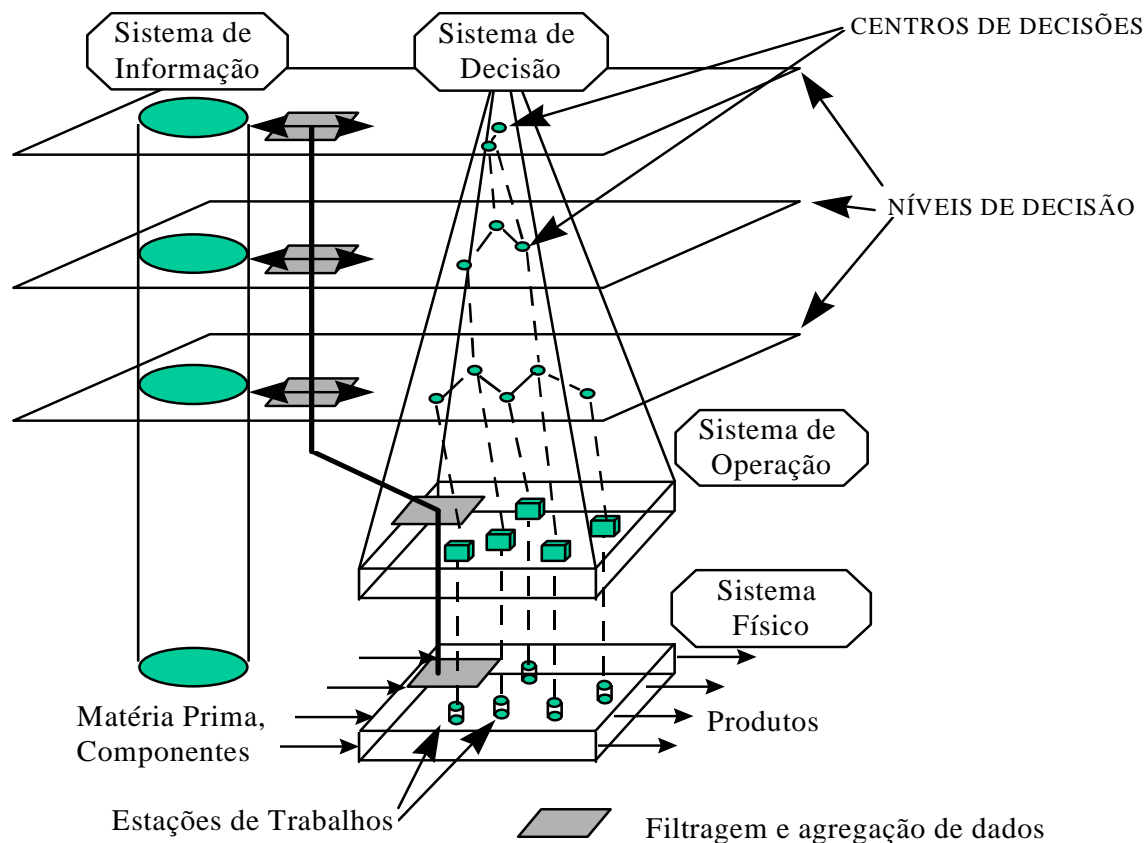 Sistema de
Informação
Sistema de
Decisão
CENTROS DE DECISÕES
NÍVEIS DE DECISÃO
Sistema de
Operação
Sistema
Físico
Matéria Prima,
Componentes
Produtos
Estações de Trabalhos
Filtragem e agregação de dados